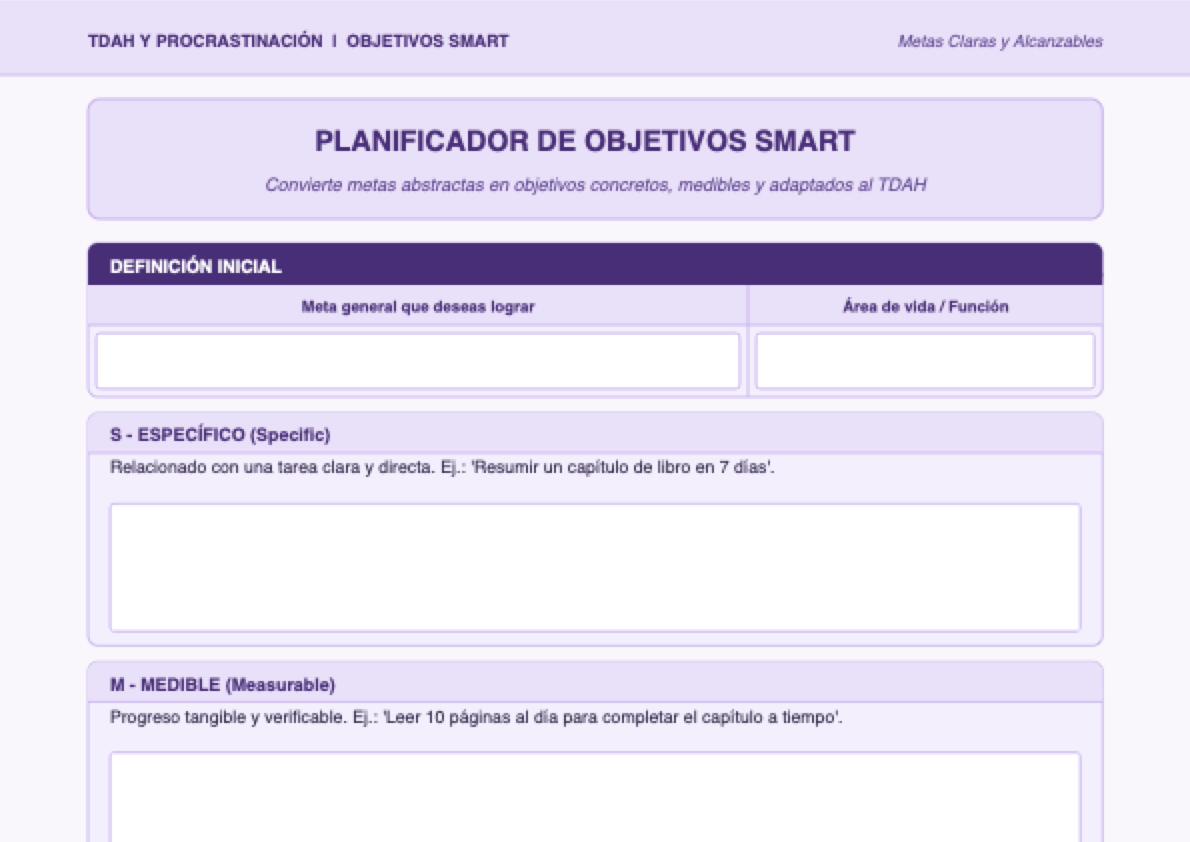 TDAH Y PROCRASTINACIÓN | OBJETIVOS SMART
Metas Claras y Alcanzables
PLANIFICADOR DE OBJETIVOS SMART
Convierte metas abstractas en objetivos concretos, medibles y adaptados al TDAH
DEFINICIÓN INICIAL
Meta general que deseas lograr
Área de vida / Función
S - ESPECÍFICO (Specific)
Relacionado con una tarea clara y directa. Ej.: 'Resumir un capítulo de libro en 7 días'.
M - MEDIBLE (Measurable)
Progreso tangible y verificable. Ej.: 'Leer 10 páginas al día para completar el capítulo a tiempo'.